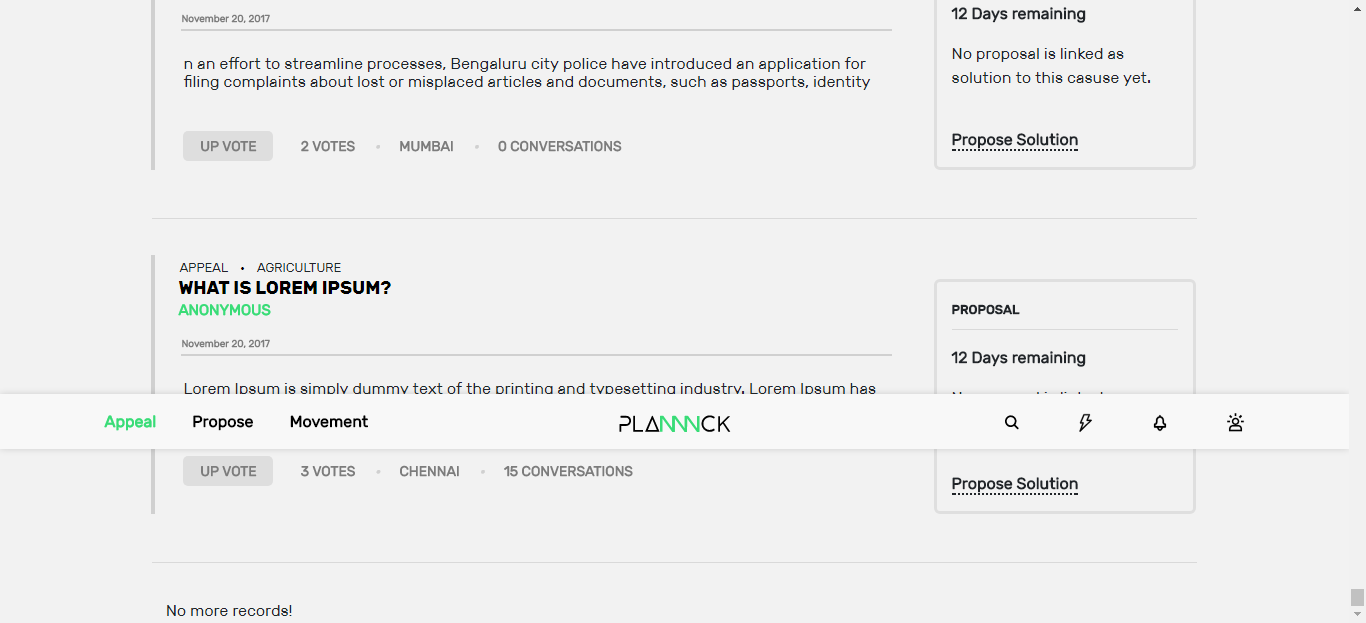 November 20, 2017
n an effort to streamline processes, Bengaluru city police have introduced an application for
filing complaints about lost or misplaced articles and documents, such as passports, identity
UP VOTE 2 VOTES • MUMBAI • 0 CONVERSATIONS
12 Days remaining
No proposal is linked as
solution to this casuse yet.
Propose Solution
APPEAL • AGRICULTURE
WHAT IS LOREM IPSUM?
ANONYMOUS
November 20, 2017
Lorem Ipsum is simply dummy text of the printing and typesetting industry. Lorem Ipsum has
PROPOSAL
12 Days remaining
Appeal Propose Movement PLANNNCK
UP VOTE 3 VOTES • CHENNAI • 15 CONVERSATIONS
Propose Solution
No more records!